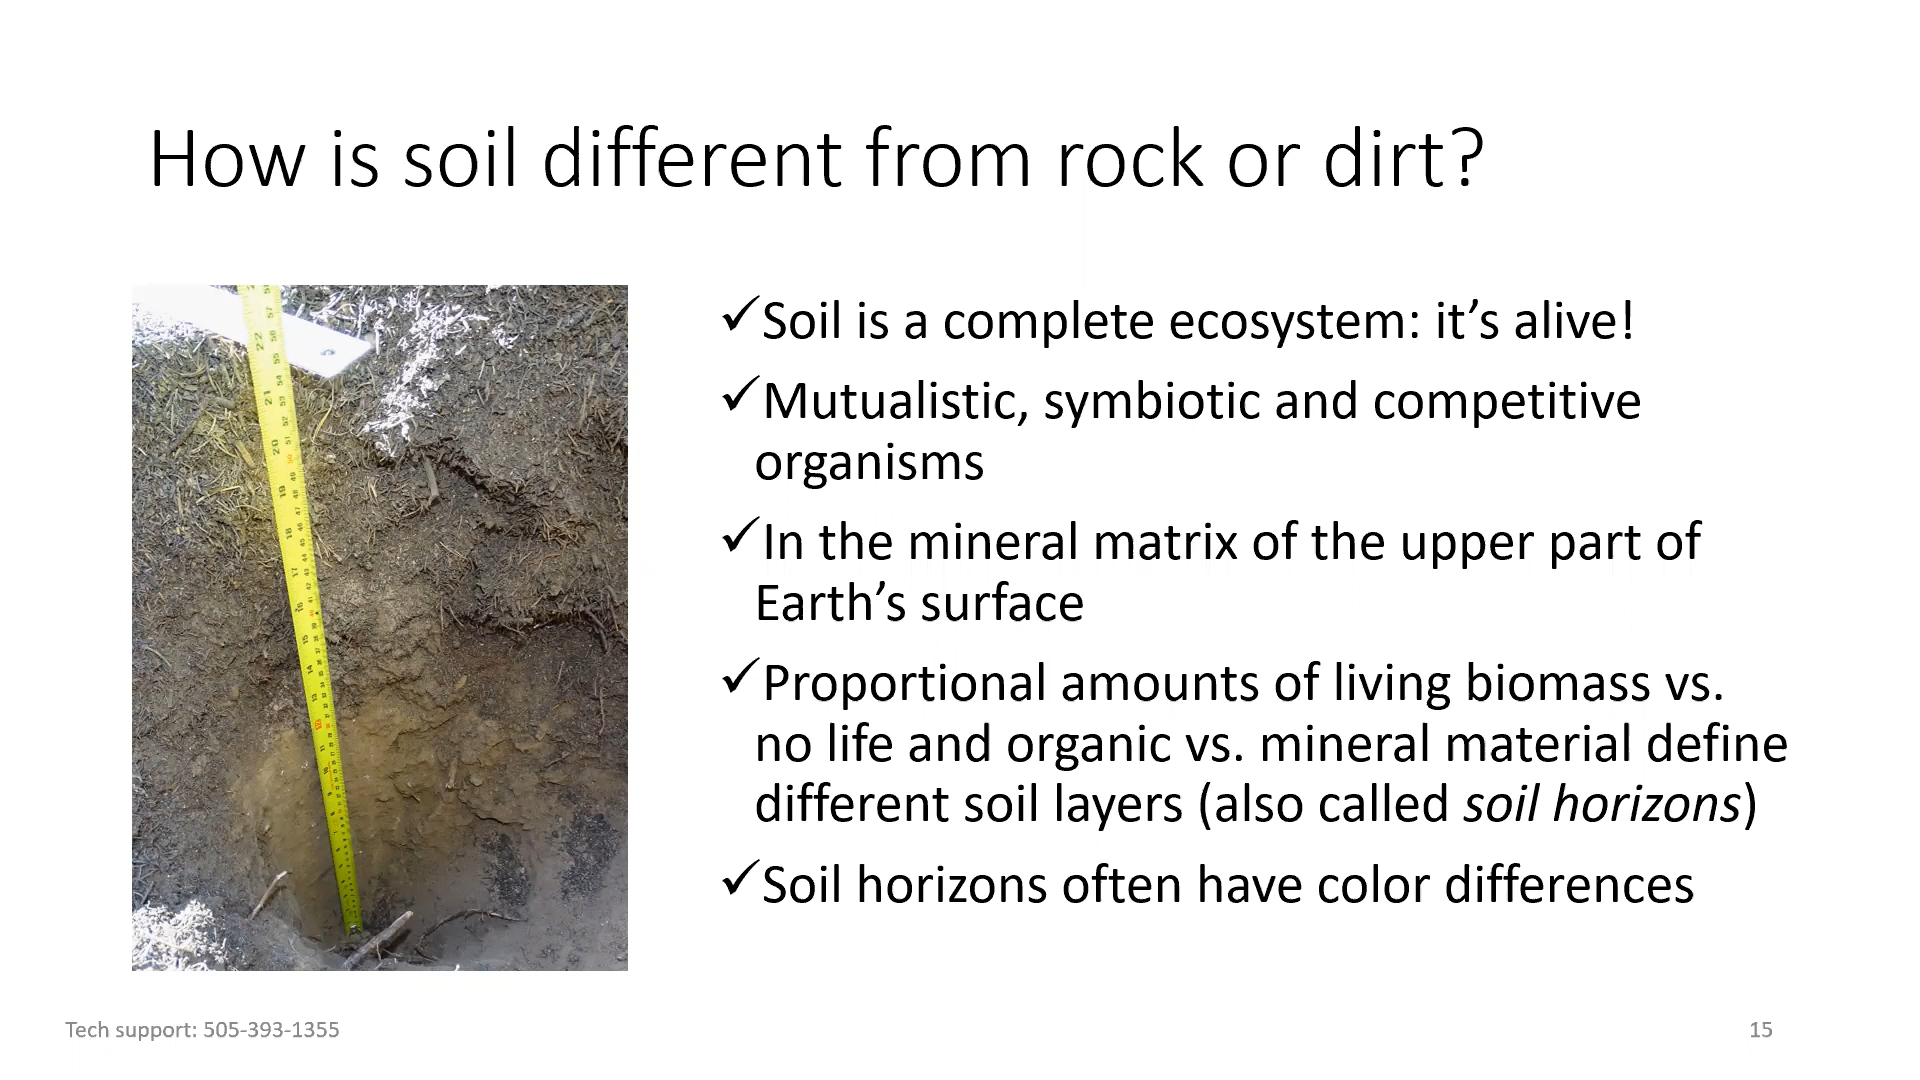 How is soil different from rock or dirt?
✓Soil is a complete ecosystem: it's alive!
✓Mutualistic, symbiotic and competitive
organisms
✓In the mineral matrix of the upper part of
Earth's surface
✓Proportional amounts of living biomass vs.
no life and organic vs. mineral material define
different soil layers (also called soil horizons)
✓Soil horizons often have color differences
Tech support: 505-393-1355
15